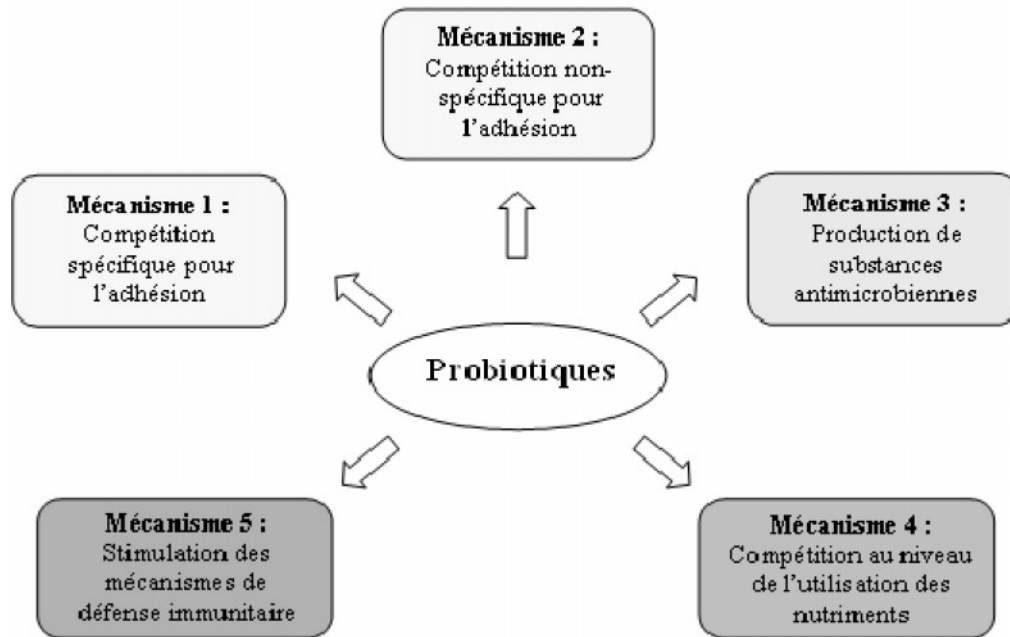 Mécanisme 2 :
Compétition non-
spécifique pour
l'adhésion
Mécanisme 1 :
Compétition
spécifique pour
l'adhésion
Mécanisme 3 :
Production de
substances
antimicrobiennes
Probiotiques
Mécanisme 5 :
Stimulation des
mécanismes de
défense immunitaire
Mécanisme 4 :
Compétition au niveau
de l'utilisation des
nutriments